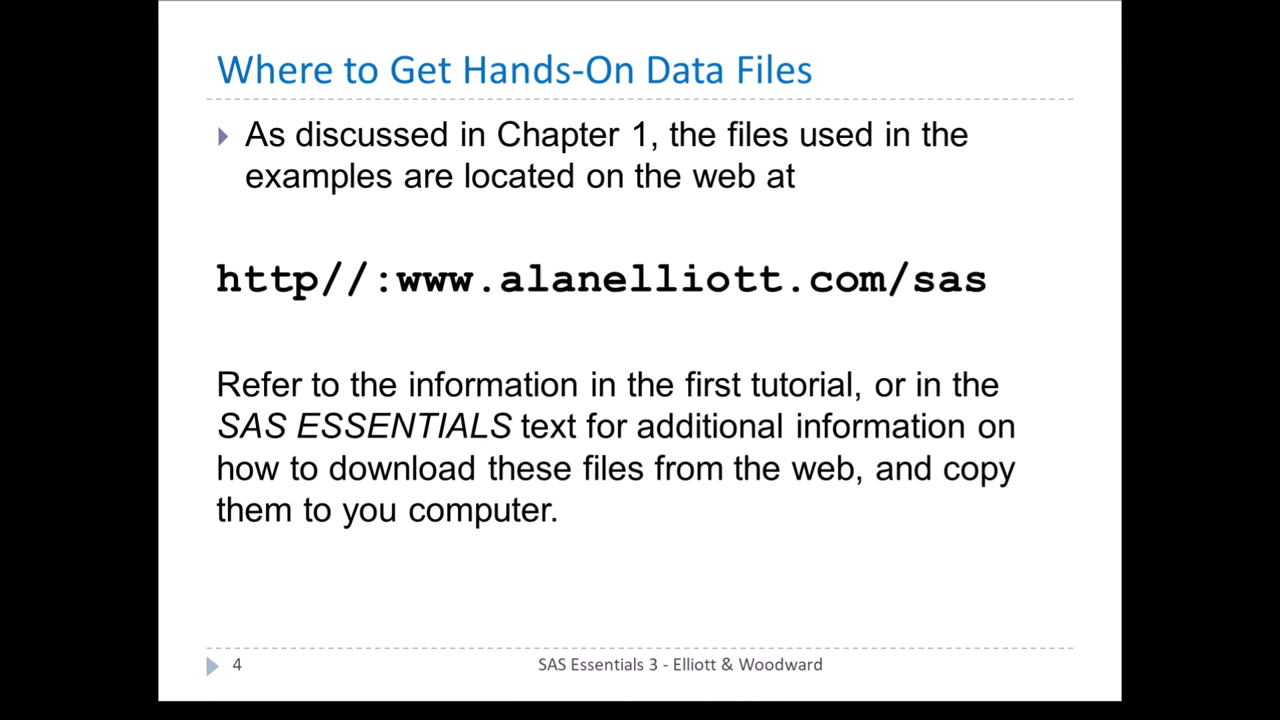 Where to Get Hands-On Data Files
As discussed in Chapter 1, the files used in the
examples are located on the web at
http//:www.alanelliott.com/sas
Refer to the information in the first tutorial, or in the
SAS ESSENTIALS text for additional information on
how to download these files from the web, and copy
them to you computer.
4
SAS Essentials 3 - Elliott & Woodward